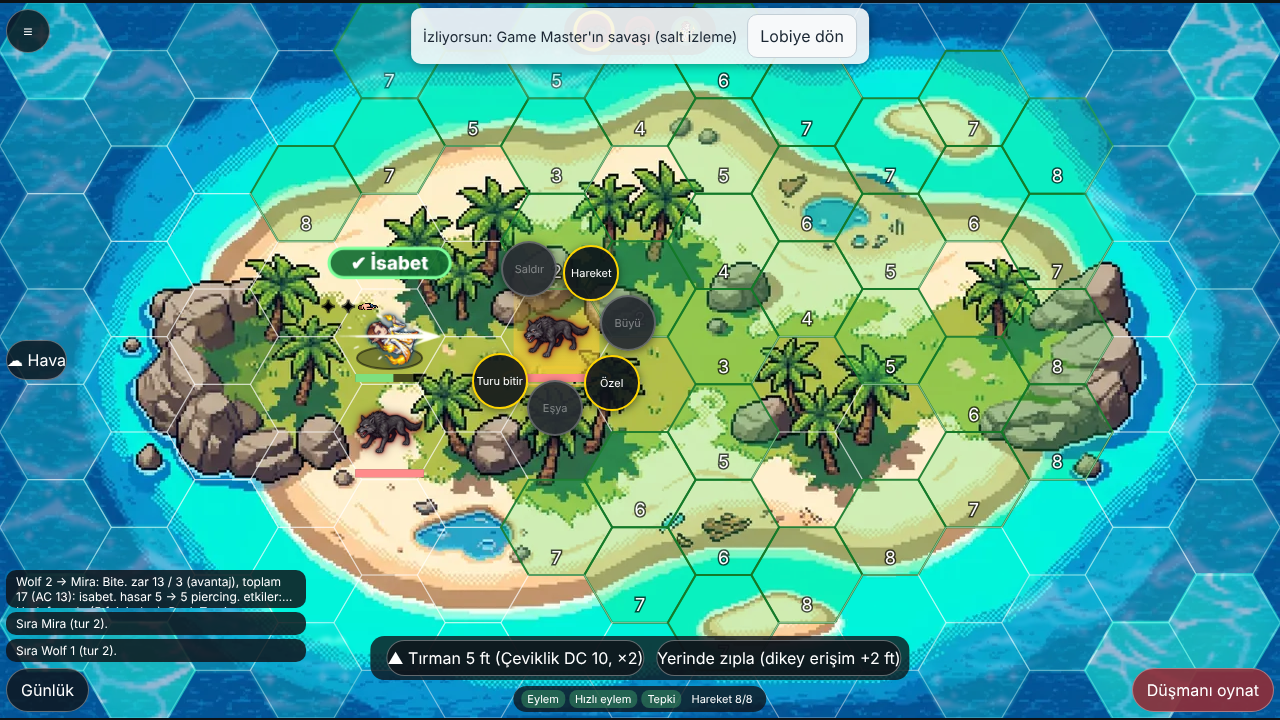 ≡
İzliyorsun: Game Master'ın savaşı (salt izleme)
Lobiye dön
7 5 6
5 4 7 7
7 3 5 7 8
8 6 6
✔ İsabet
Saldır
2
Hareket
4 5 7
Büyü
4
☁ Hava
3 5 8
Turu bitir
Özel
Eşya
6
5 8
6 7
7 6 8
7 8
Wolf 2 → Mira: Bite. zar 13 / 3 (avantaj), toplam
17 (AC 13): isabet. hasar 5 → 5 piercing. etkiler:...
Sıra Mira (tur 2).
Sıra Wolf 1 (tur 2).
▲ Tırman 5 ft (Çeviklik DC 10, ×2)
Yerinde zıpla (dikey erişim +2 ft)
Günlük
Eylem
Hızlı eylem
Tepki
Hareket 8/8
Düşmanı oynat